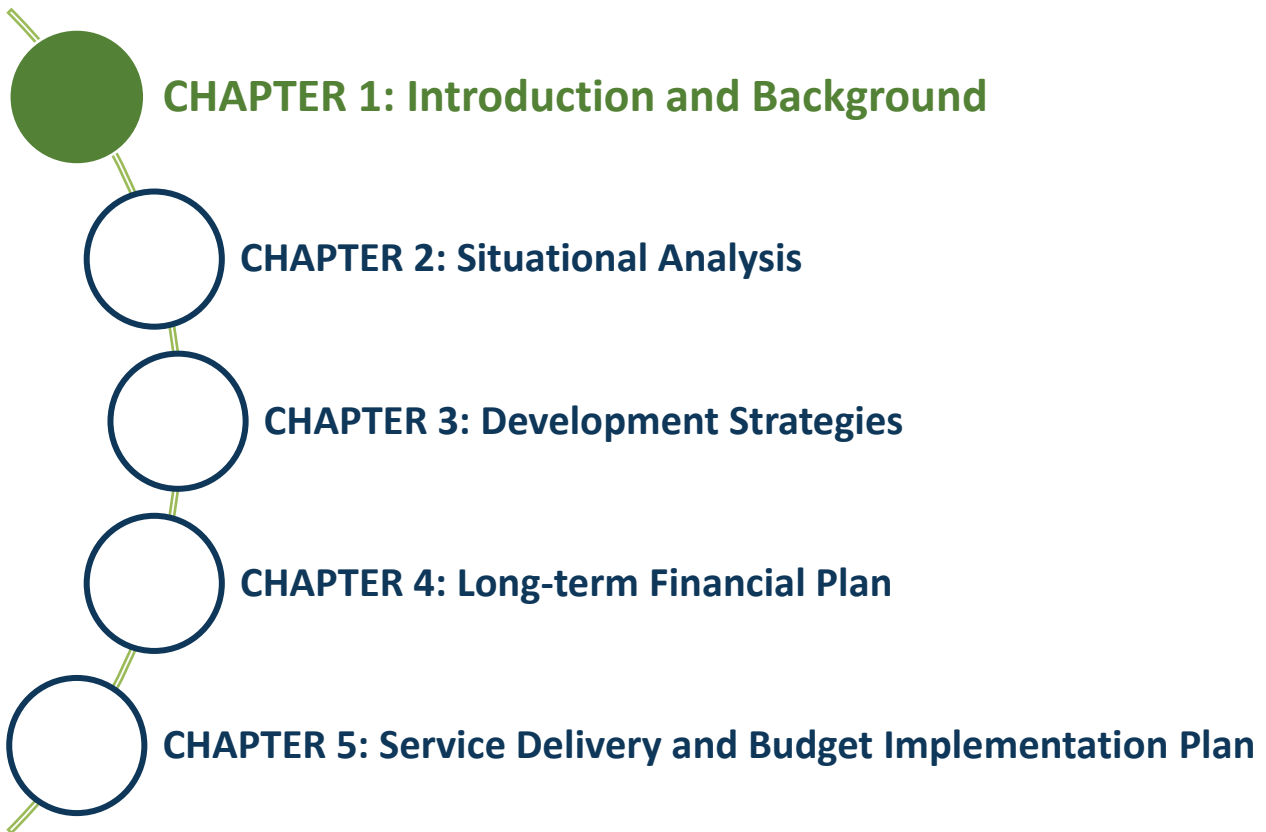 CHAPTER 1: Introduction and Background
CHAPTER 2: Situational Analysis
CHAPTER 3: Development Strategies
CHAPTER 4: Long-term Financial Plan
CHAPTER 5: Service Delivery and Budget Implementation Plan